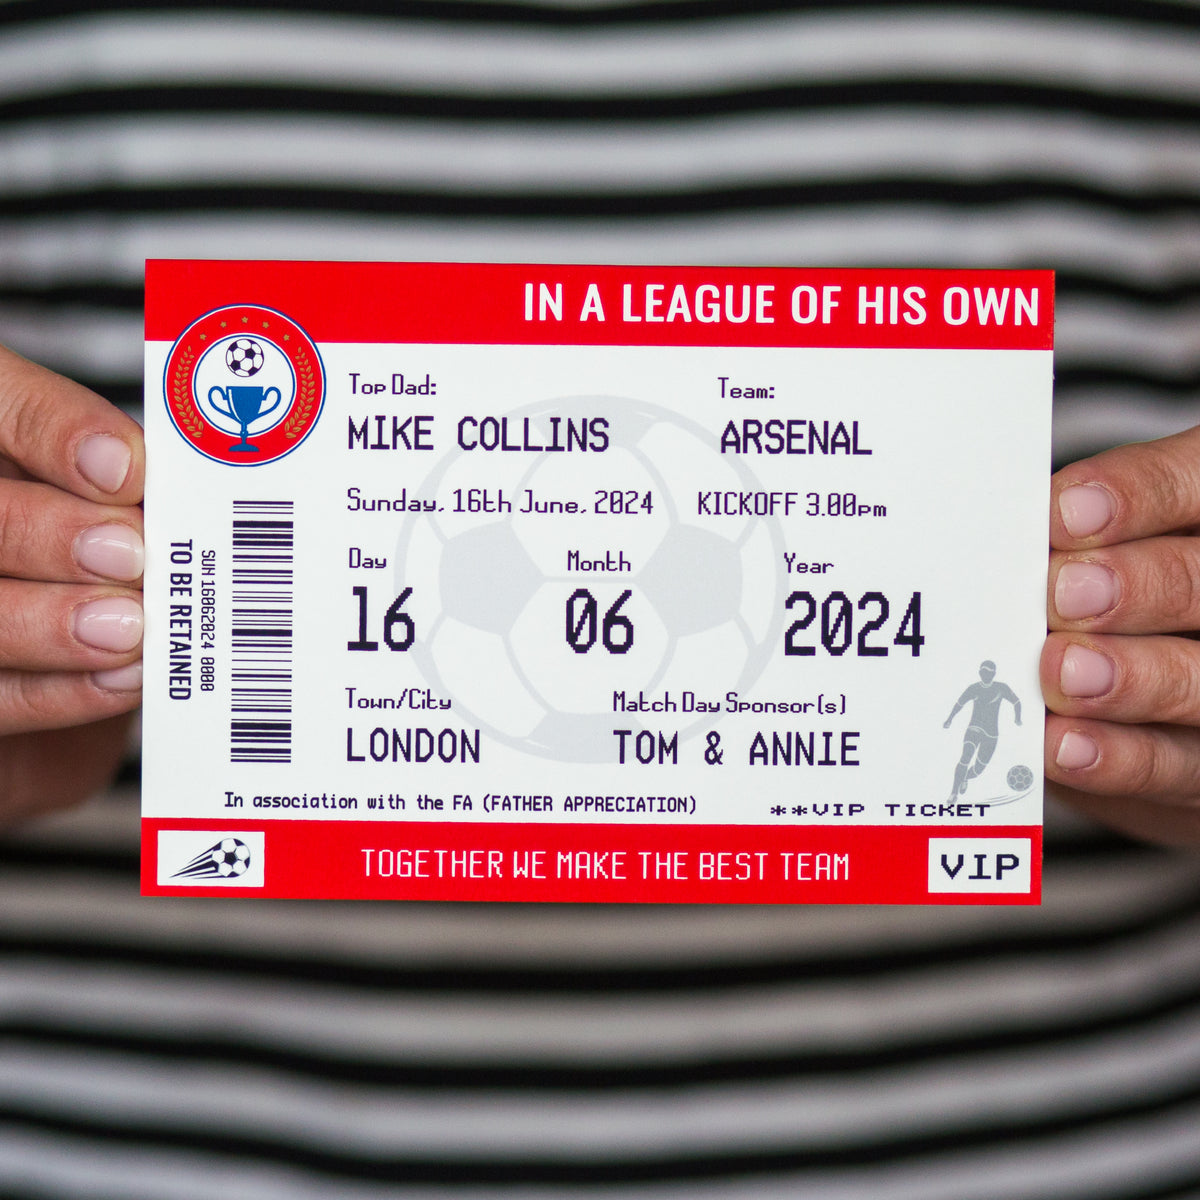 IN A LEAGUE OF HIS OWN
Top Dad:
Team:
MIKE COLLINS
ARSENAL
Sunday, 16th June, 2024
KICKOFF 3.00pm
Day
Month
Year
16
06
2024
Town/City
Match Day Sponsor(s)
LONDON
TOM & ANNIE
SUN 16062024 0000
TO BE RETAINED
In association with the FA (FATHER APPRECIATION)
**VIP TICKET
TOGETHER WE MAKE THE BEST TEAM
VIP